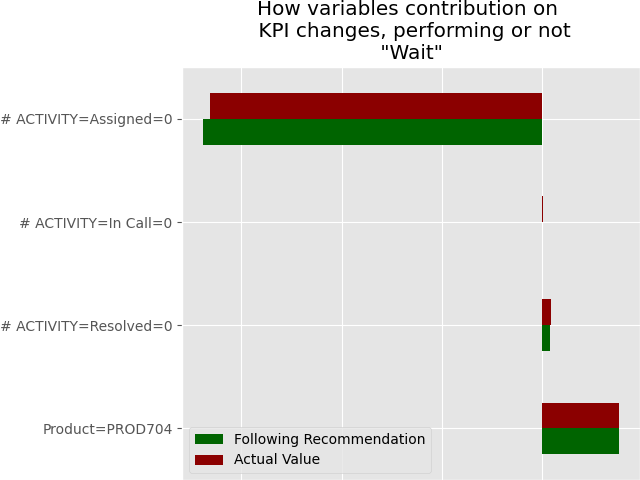 How variables contribution on
KPI changes, performing or not
"Wait"
# ACTIVITY=Assigned=0
# ACTIVITY=In Call=0
# ACTIVITY=Resolved=0
Product=PROD704
Following Recommendation
Actual Value